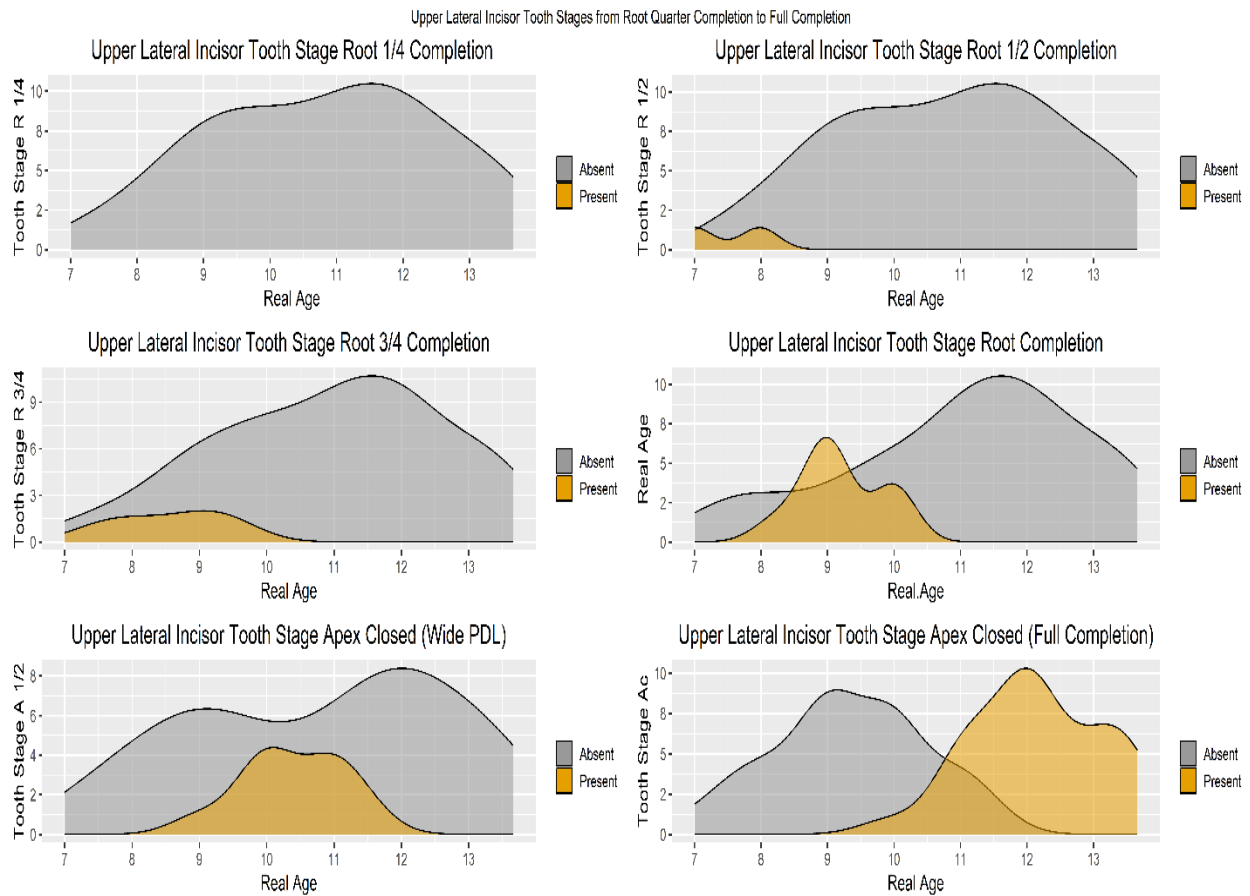 Upper Lateral Incisor Tooth Stages from Root Quarter Completion to Full Completion
Upper Lateral Incisor Tooth Stage Root 1/4 Completion
Tooth Stage R 1/4
10
8
5
2
0
7 8 9 10 11 12 13
Real Age
Absent
Present
Upper Lateral Incisor Tooth Stage Root 1/2 Completion
Tooth Stage R 1/2
10
8
5
2
0
7 8 9 10 11 12 13
Real Age
Absent
Present
Upper Lateral Incisor Tooth Stage Root 3/4 Completion
Tooth Stage R 3/4
9
6
3
0
7 8 9 10 11 12 13
Real Age
Absent
Present
Upper Lateral Incisor Tooth Stage Root Completion
Real Age
10
8
5
2
0
7 8 9 10 11 12 13
Real.Age
Absent
Present
Upper Lateral Incisor Tooth Stage Apex Closed (Wide PDL)
Tooth Stage A 1/2
8
6
4
2
0
7 8 9 10 11 12 13
Real Age
Absent
Present
Upper Lateral Incisor Tooth Stage Apex Closed (Full Completion)
Tooth Stage Ac
10
8
5
2
0
7 8 9 10 11 12 13
Real Age
Absent
Present